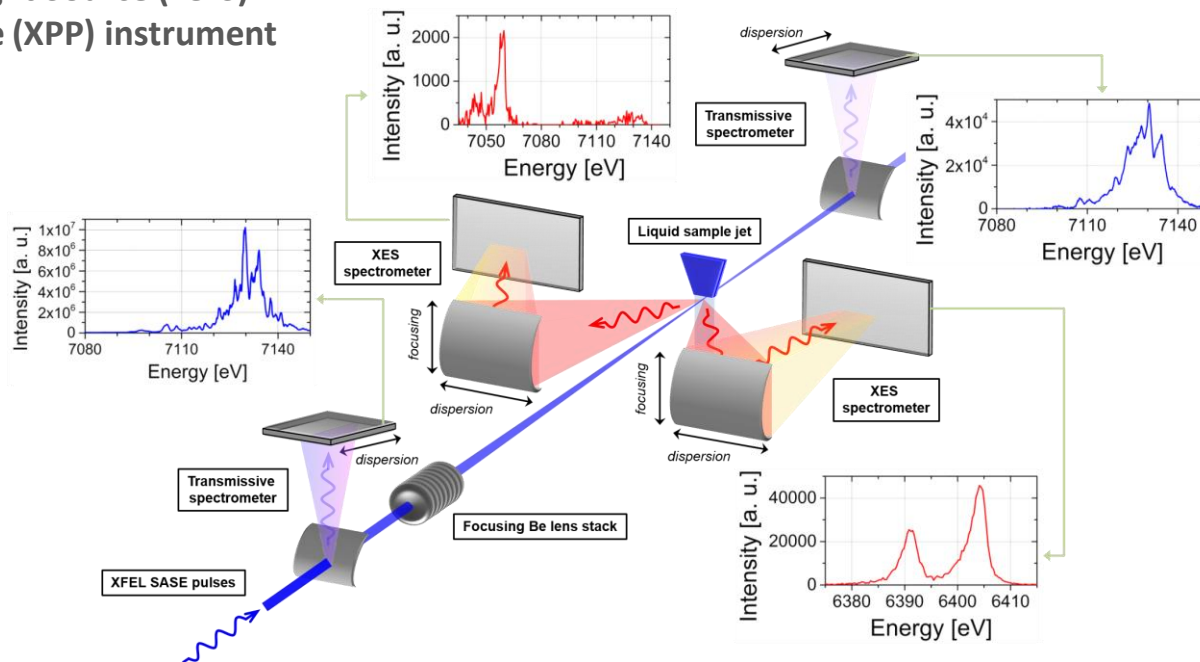 (XPP) instrument
Intensity [a. u.]
2000
1000
0
7050 7080 7110 7140
Energy [eV]
dispersion
Transmissive
spectrometer
Intensity [a. u.]
4x10⁴
2x10⁴
0
7080 7110 7140
Energy [eV]
Intensity [a. u.]
1x10⁷
8x10⁶
6x10⁶
4x10⁶
2x10⁶
0
7080 7110 7140
Energy [eV]
XES
spectrometer
Liquid sample jet
focusing
dispersion
focusing
dispersion
XES
spectrometer
dispersion
Transmissive
spectrometer
Focusing Be lens stack
XFEL SASE pulses
Intensity [a. u.]
40000
20000
0
6380 6390 6400 6410
Energy [eV]